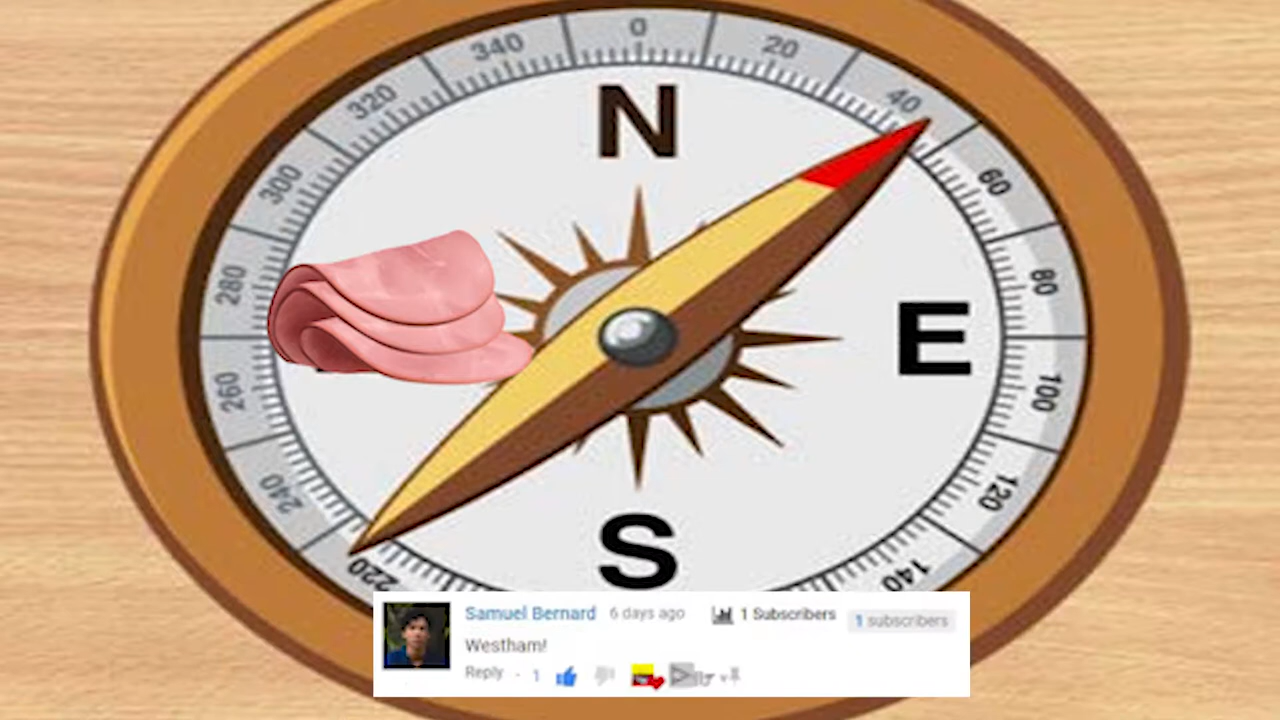 0
340
20
320
40
N
300
60
280
80
E
260
100
240
120
S
220
140
Samuel Bernard 6 days ago 1 Subscribers 1 subscribers
Westham!
Reply · 1